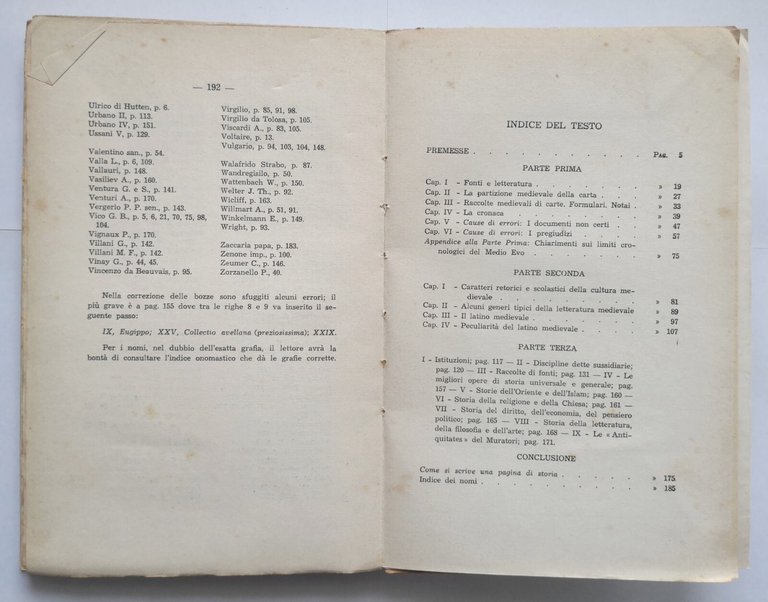 — 192 —
Ulrico di Hutten, p. 6.
Urbano II, p. 113.
Urbano IV, p. 151.
Ussani V, p. 129.
Valentino san., p. 54.
Valla L., p. 6, 109.
Vallauri, p. 148.
Vasiliev A., p. 160.
Ventura G. e S., p. 141.
Venturi A., p. 170.
Vergerio P. P. sen., p. 143.
Vico G. B., p. 5, 6, 21, 70, 75, 98,
104.
Vignaux P., p. 170.
Villani G., p. 142.
Villani M. F., p. 142.
Vinay G., p. 44, 45.
Vincenzo da Beauvais, p. 95.
Virgilio, p. 85, 91, 98.
Virgilio da Tolosa, p. 105.
Viscardi A., p. 83, 105.
Voltaire, p. 13.
Vulgario, p. 94, 103, 104, 148.
Walafrido Strabo, p. 87.
Wandregisilo, p. 50.
Wattenbach W., p. 150.
Welter J. Th., p. 92.
Wicliff, p. 163.
Wilmart A., p. 51, 91.
Winkelmann E., p. 149.
Wright, p. 93.
Zaccaria papa, p. 183.
Zenone imp., p. 100.
Zeumer C., p. 146.
Zorzanello P., p. 40.
Nella correzione delle bozze sono sfuggiti alcuni errori; il
più grave è a pag. 155 dove tra le righe 8 e 9 va inserito il se-
guente passo:
IX, Eugippo; XXV, Collectio avellana (preziosissima); XXIX.
Per i nomi, nel dubbio dell'esatta grafia, il lettore avrà la
bontà di consultare l'indice onomastico che dà le grafie corrette.
INDICE DEL TESTO
PREMESSE . . . . . . . . . . . PAG. 5
PARTE PRIMA
Cap. I - Fonti e letteratura . . . . . . . » 19
Cap. II - La partizione medievale della carta . . . » 27
Cap. III - Raccolte medievali di carte. Formulari. Notai . » 33
Cap. IV - La cronaca . . . . . . . . » 39
Cap. V - Cause di errori: I documenti non certi . . » 47
Cap. VI - Cause di errori: I pregiudizi . . . . » 57
Appendice alla Parte Prima: Chiarimenti sui limiti cro-
nologici del Medio Evo . . . . . . » 75
PARTE SECONDA
Cap. I - Caratteri retorici e scolastici della cultura me-
dievale . . . . . . . . . » 81
Cap. II - Alcuni generi tipici della letteratura medievale » 89
Cap. III - Il latino medievale . . . . . . » 97
Cap. IV - Peculiarità del latino medievale . . . . » 107
PARTE TERZA
I - Istituzioni; pag. 117 — II - Discipline dette sussidiarie;
pag. 120 — III - Raccolte di fonti; pag. 131 — IV - Le
migliori opere di storia universale e generale; pag.
157 — V - Storie dell'Oriente e dell'Islam; pag. 160 —
VI - Storia della religione e della Chiesa; pag. 161 —
VII - Storia del diritto, dell'economia, del pensiero
politico; pag. 165 — VIII - Storia della letteratura,
della filosofia e dell'arte; pag. 168 — IX - Le «Anti-
quitates» del Muratori; pag. 171.
CONCLUSIONE
Come si scrive una pagina di storia . . . . . » 175
Indice dei nomi . . . . . . . . . » 185